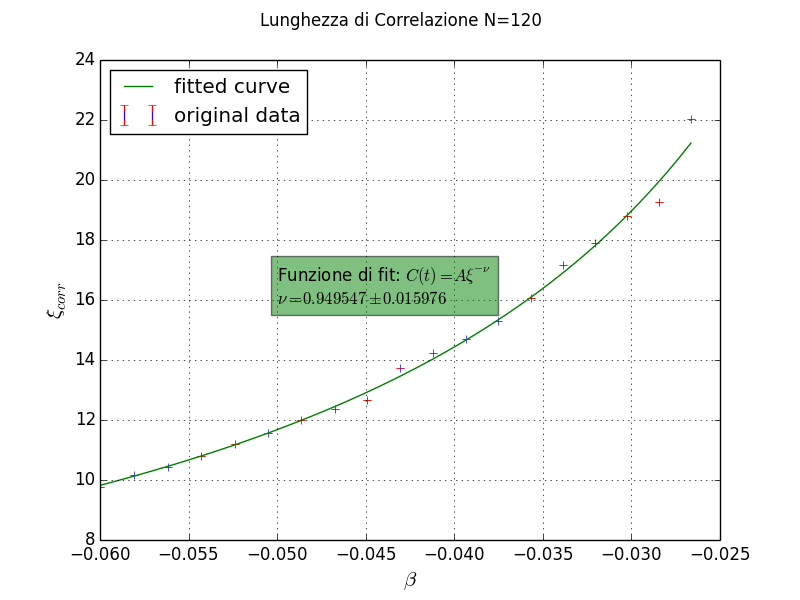 Lunghezza di Correlazione N=120
24
22
20
18
16
14
12
10
8
ξcorr
fitted curve
original data
Funzione di fit: C(t) = Aξ^−ν
ν = 0.949547 ± 0.015976
−0.060 −0.055 −0.050 −0.045 −0.040 −0.035 −0.030 −0.025
β